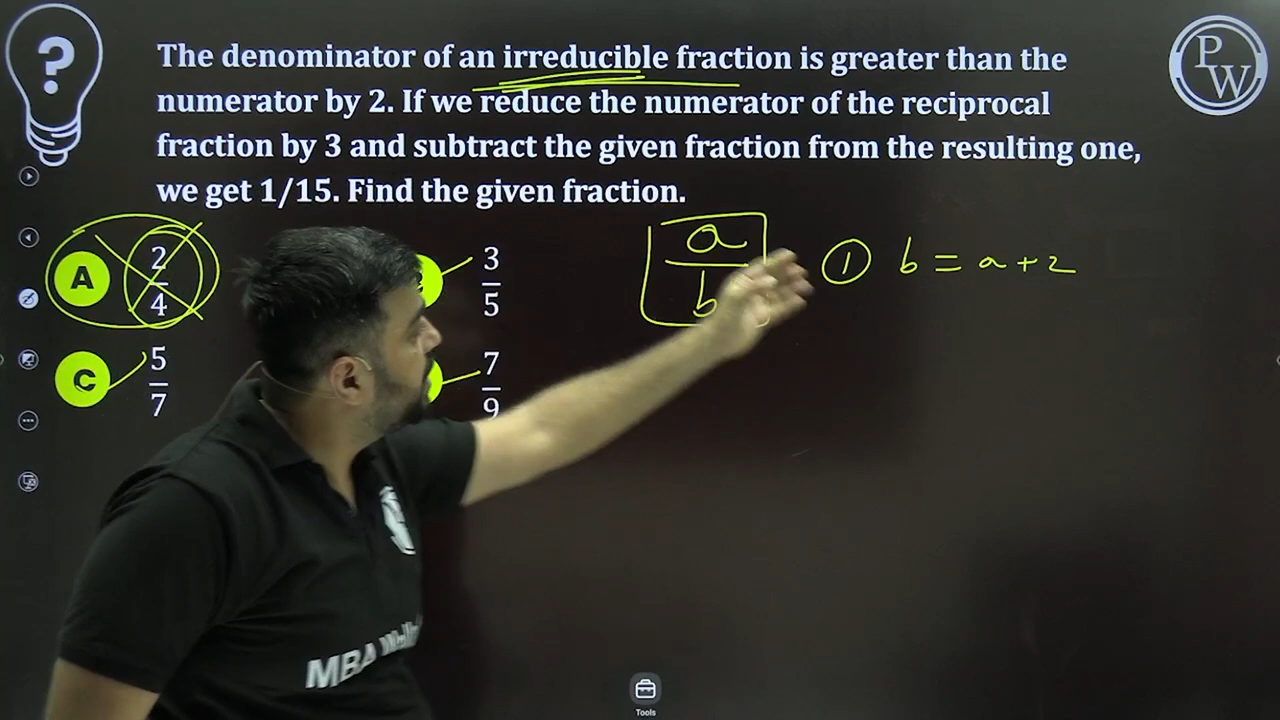 The denominator of an irreducible fraction is greater than the
numerator by 2. If we reduce the numerator of the reciprocal
fraction by 3 and subtract the given fraction from the resulting one,
we get 1/15. Find the given fraction.
PW
A 2/4
3/5
C 5/7
7/9
a/b
① b = a + 2
MBA
Tools